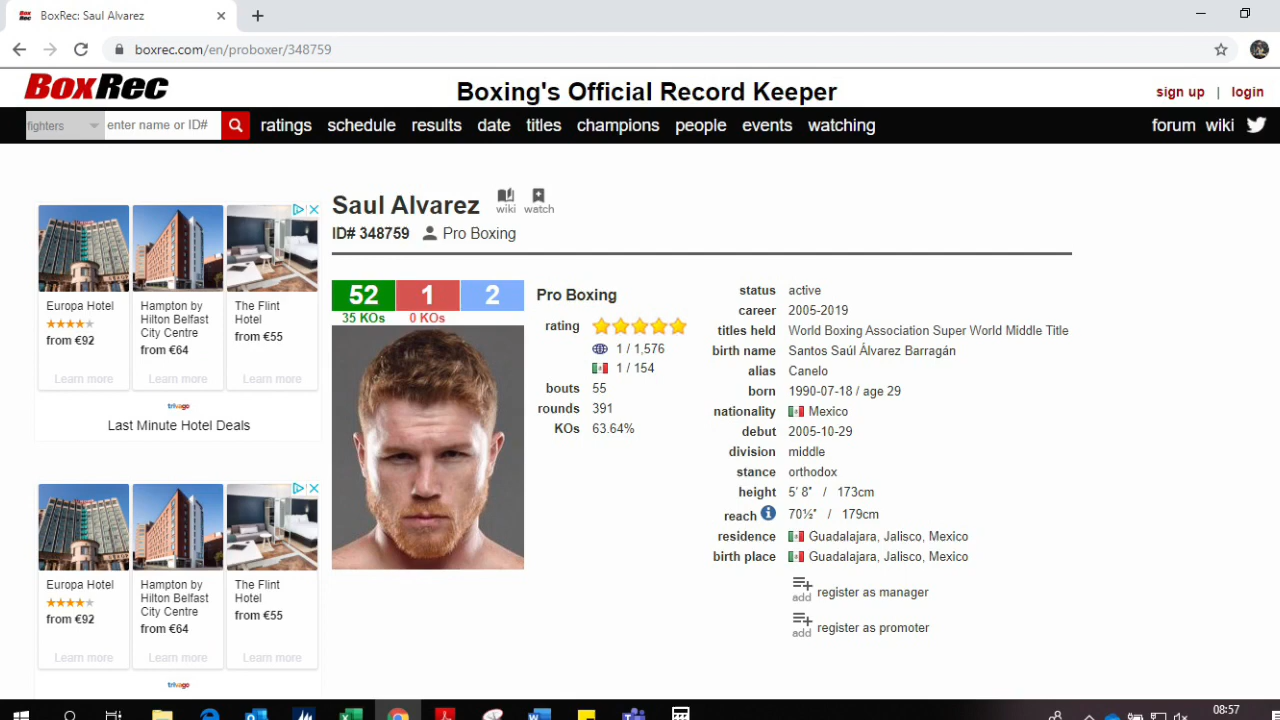 BoxRec: Saul Alvarez
boxrec.com/en/proboxer/348759
BoxRec
Boxing's Official Record Keeper
sign up | login
fighters
enter name or ID#
ratings schedule results date titles champions people events watching
forum wiki
Saul Alvarez
wiki watch
ID# 348759 Pro Boxing
52 1 2
35 KOs 0 KOs
Pro Boxing
rating
1 / 1,576
1 / 154
bouts 55
rounds 391
KOs 63.64%
status active
career 2005-2019
titles held World Boxing Association Super World Middle Title
birth name Santos Saúl Álvarez Barragán
alias Canelo
born 1990-07-18 / age 29
nationality Mexico
debut 2005-10-29
division middle
stance orthodox
height 5′ 8″ / 173cm
reach 70½″ / 179cm
residence Guadalajara, Jalisco, Mexico
birth place Guadalajara, Jalisco, Mexico
add register as manager
add register as promoter
Europa Hotel
from €92
Learn more
Hampton by
Hilton Belfast
City Centre
from €64
Learn more
The Flint
Hotel
from €55
Learn more
trivago
Last Minute Hotel Deals
Europa Hotel
from €92
Learn more
Hampton by
Hilton Belfast
City Centre
from €64
Learn more
The Flint
Hotel
from €55
Learn more
trivago
08:57